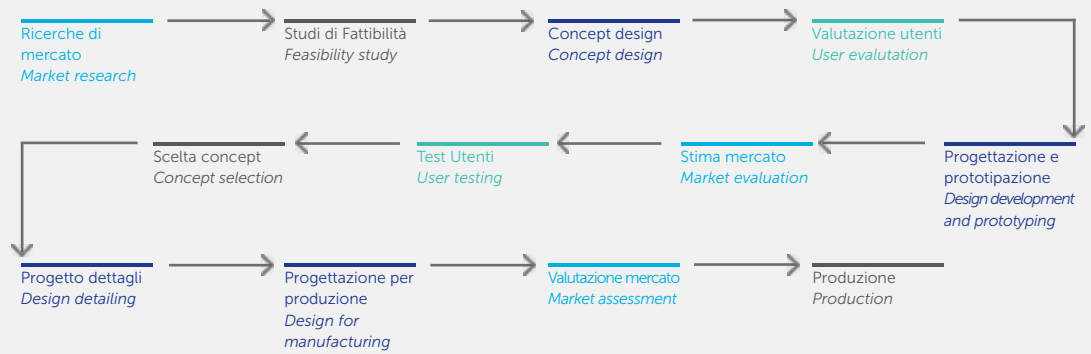 Ricerche di
mercato
Market research
Studi di Fattibilità
Feasibility study
Concept design
Concept design
Valutazione utenti
User evalutation
Progettazione e
prototipazione
Design development
and prototyping
Stima mercato
Market evaluation
Test Utenti
User testing
Scelta concept
Concept selection
Progetto dettagli
Design detailing
Progettazione per
produzione
Design for
manufacturing
Valutazione mercato
Market assessment
Produzione
Production